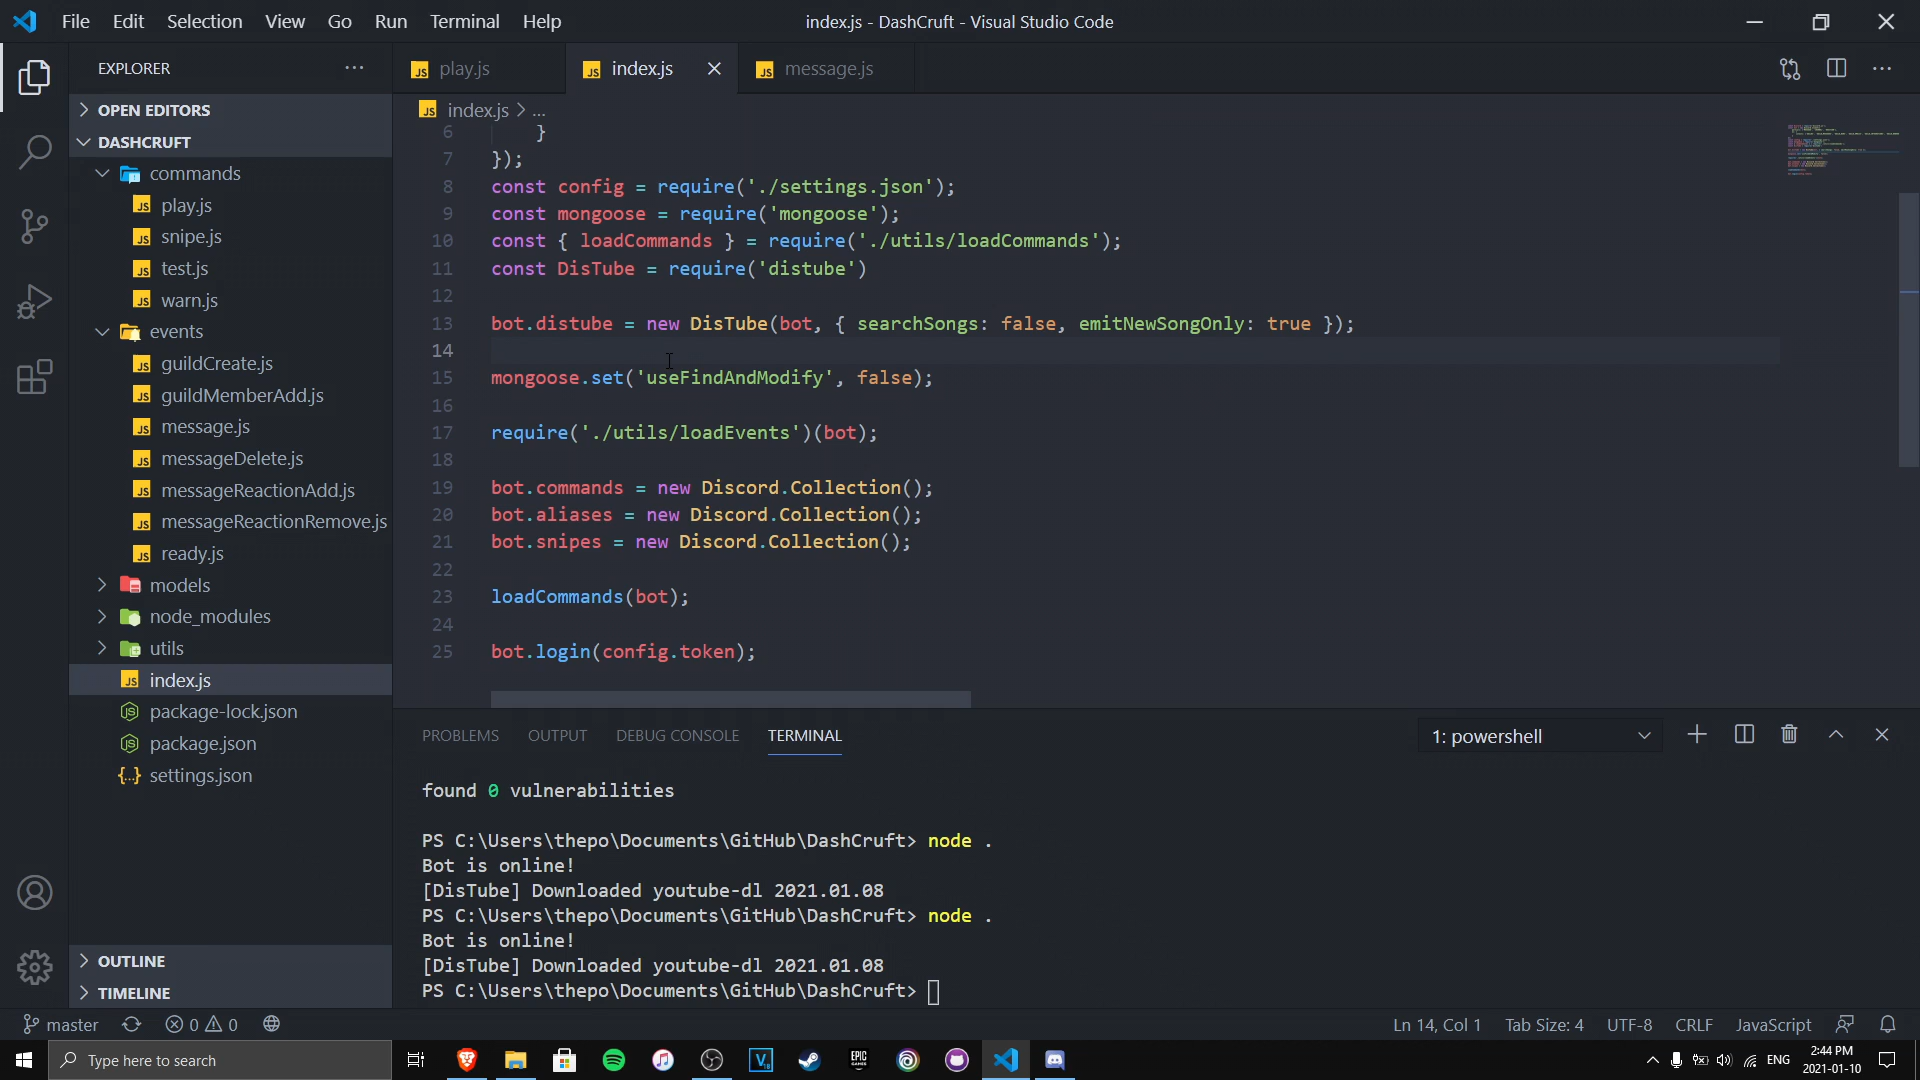 File Edit Selection View Go Run Terminal Help
index.js - DashCruft - Visual Studio Code
EXPLORER
OPEN EDITORS
DASHCRUFT
commands
play.js
snipe.js
test.js
warn.js
events
guildCreate.js
guildMemberAdd.js
message.js
messageDelete.js
messageReactionAdd.js
messageReactionRemove.js
ready.js
models
node_modules
utils
index.js
package-lock.json
package.json
settings.json
OUTLINE
TIMELINE
play.js
index.js
message.js
index.js > ...
6 }
7 });
8 const config = require('./settings.json');
9 const mongoose = require('mongoose');
10 const { loadCommands } = require('./utils/loadCommands');
11 const DisTube = require('distube')
12
13 bot.distube = new DisTube(bot, { searchSongs: false, emitNewSongOnly: true });
14
15 mongoose.set('useFindAndModify', false);
16
17 require('./utils/loadEvents')(bot);
18
19 bot.commands = new Discord.Collection();
20 bot.aliases = new Discord.Collection();
21 bot.snipes = new Discord.Collection();
22
23 loadCommands(bot);
24
25 bot.login(config.token);
PROBLEMS OUTPUT DEBUG CONSOLE TERMINAL
1: powershell
found 0 vulnerabilities
PS C:\Users\thepo\Documents\GitHub\DashCruft> node .
Bot is online!
[DisTube] Downloaded youtube-dl 2021.01.08
PS C:\Users\thepo\Documents\GitHub\DashCruft> node .
Bot is online!
[DisTube] Downloaded youtube-dl 2021.01.08
PS C:\Users\thepo\Documents\GitHub\DashCruft>
master 0 0
Ln 14, Col 1 Tab Size: 4 UTF-8 CRLF JavaScript
Type here to search
ENG
2:44 PM
2021-01-10